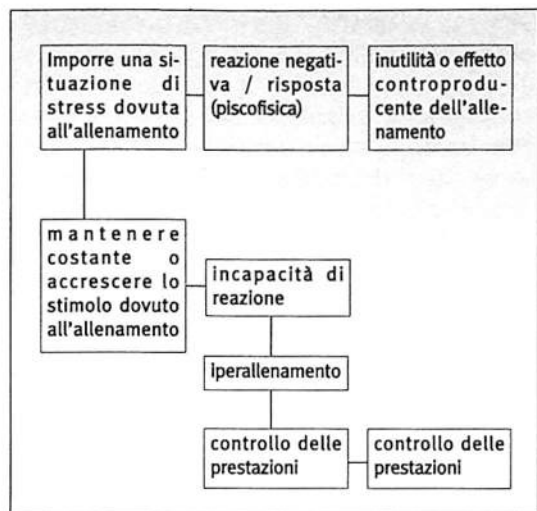 Imporre una si-
tuazione di
stress dovuta
all'allenamento
reazione negati-
va / risposta
(piscofisica)
inutilità o effetto
controprodu-
cente dell'alle-
namento
mantenere
costante o
accrescere lo
stimolo dovuto
all'allenamento
incapacità di
reazione
iperallenamento
controllo delle
prestazioni
controllo delle
prestazioni